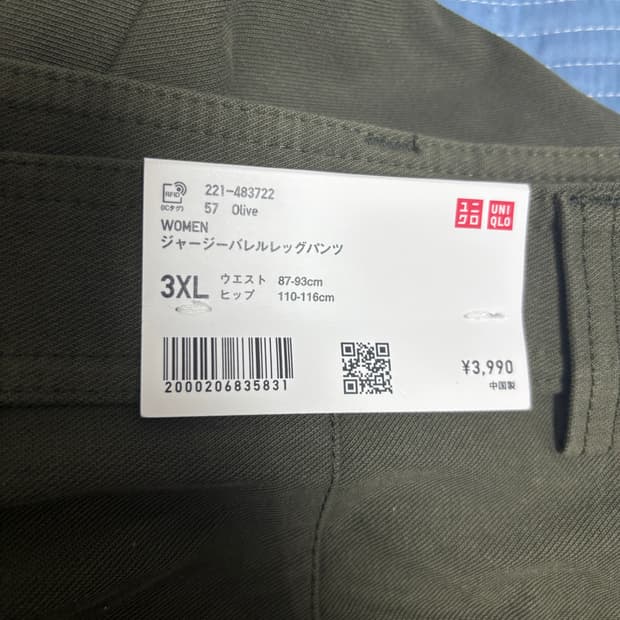 RFID
(ICタグ)
221-483722
57 Olive
ユニクロ
UNIQLO
WOMEN
ジャージーバレルレッグパンツ
3XL
ウエスト 87-93cm
ヒップ 110-116cm
2000206835831
¥3,990
中国製